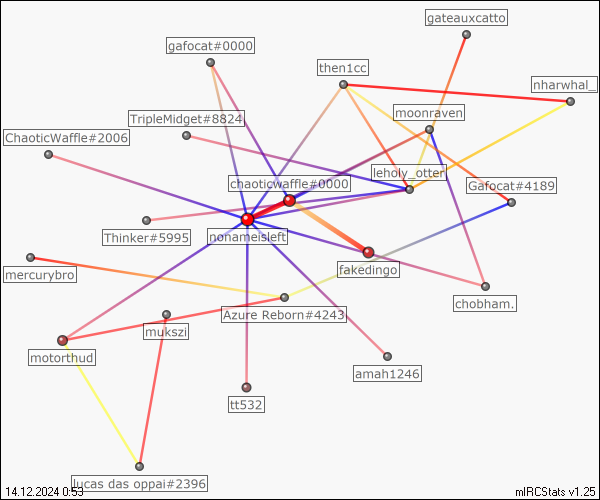 gateauxcatto
gafocat#0000
then1cc
nharwhal_
moonraven
TripleMidget#8824
ChaoticWaffle#2006
leholy_otter
chaoticwaffle#0000
Gafocat#4189
Thinker#5995
nonameisleft
fakedingo
mercurybro
chobham.
Azure Reborn#4243
mukszi
motorthud
amah1246
tt532
lucas das oppai#2396
14.12.2024 0:53
mIRCStats v1.25